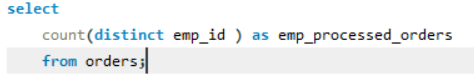 select
count(distinct emp_id ) as emp_processed_orders
from orders;